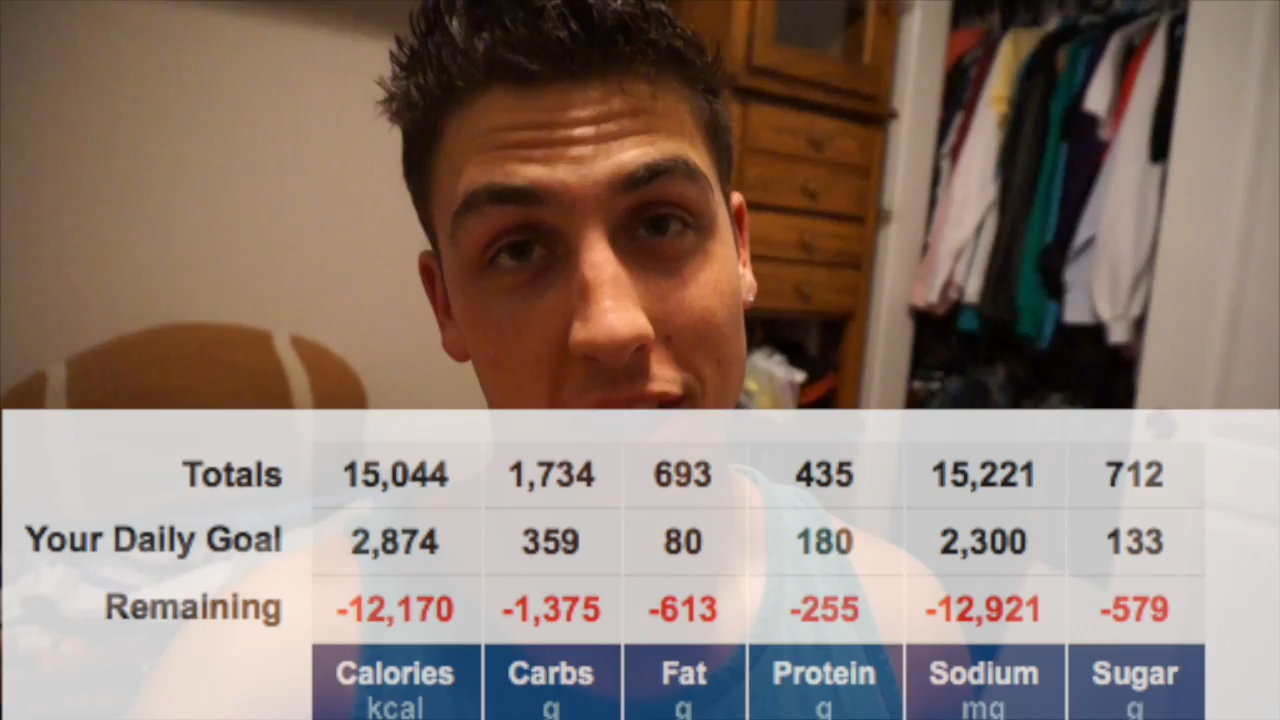 Totals 15,044 1,734 693 435 15,221 712
Your Daily Goal 2,874 359 80 180 2,300 133
Remaining -12,170 -1,375 -613 -255 -12,921 -579
Calories Carbs Fat Protein Sodium Sugar
kcal g g g mg g